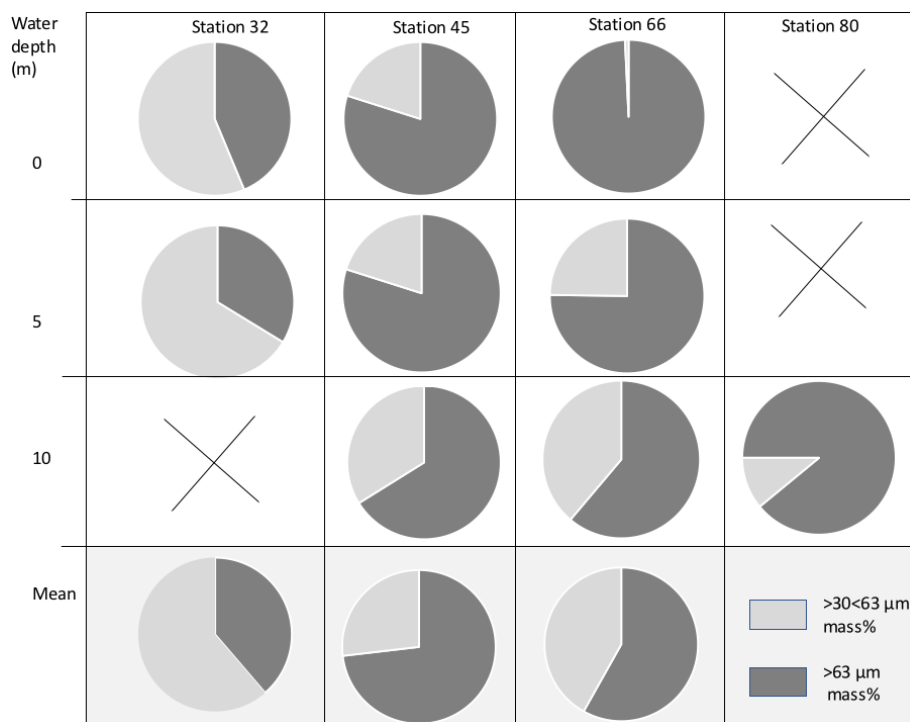 Water
depth
(m)
Station 32
Station 45
Station 66
Station 80
0
5
10
Mean
>30<63 µm
mass%
>63 µm
mass%